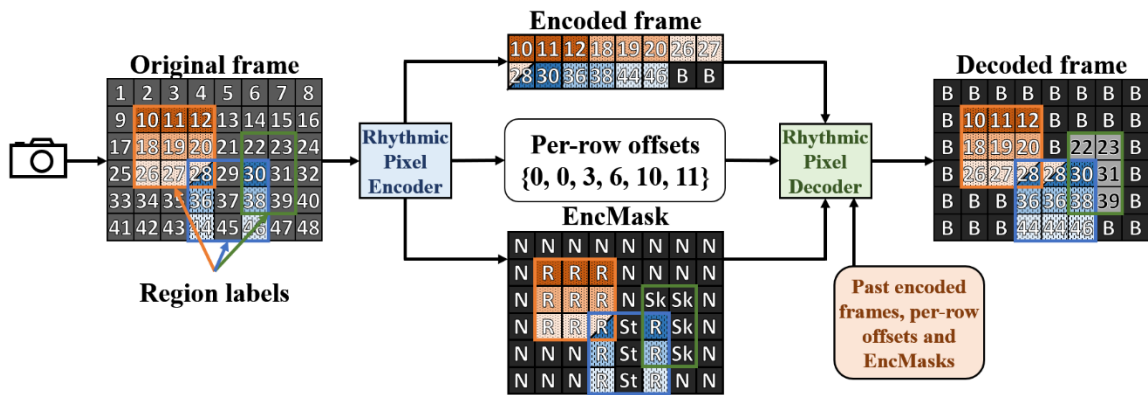 Original frame
1 2 3 4 5 6 7 8
9 10 11 12 13 14 15 16
17 18 19 20 21 22 23 24
25 26 27 28 29 30 31 32
33 34 35 36 37 38 39 40
41 42 43 44 45 46 47 48
Region labels
Rhythmic
Pixel
Encoder
Encoded frame
10 11 12 18 19 20 26 27
28 30 36 38 44 46 B B
Per-row offsets
{0, 0, 3, 6, 10, 11}
EncMask
N N N N N N N N
N R R R N N N N
N R R R N Sk Sk N
N R R R St R Sk N
N N N R St R Sk N
N N N R St R N N
Rhythmic
Pixel
Decoder
Past encoded
frames, per-row
offsets and
EncMasks
Decoded frame
B B B B B B B B
B 10 11 12 B B B B
B 18 19 20 B 22 23 B
B 26 27 28 28 30 31 B
B B B 36 36 38 39 B
B B B 44 44 46 B B